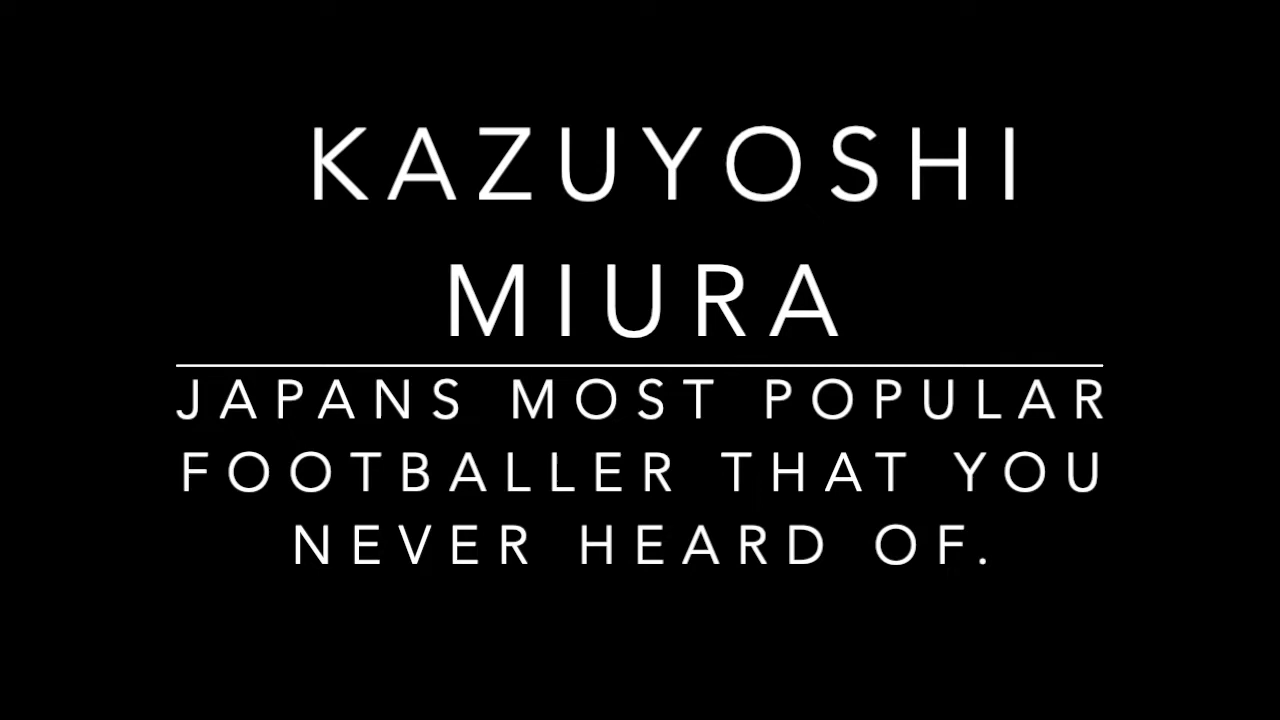 KAZUYOSHI
MIURA
JAPANS MOST POPULAR
FOOTBALLER THAT YOU
NEVER HEARD OF.